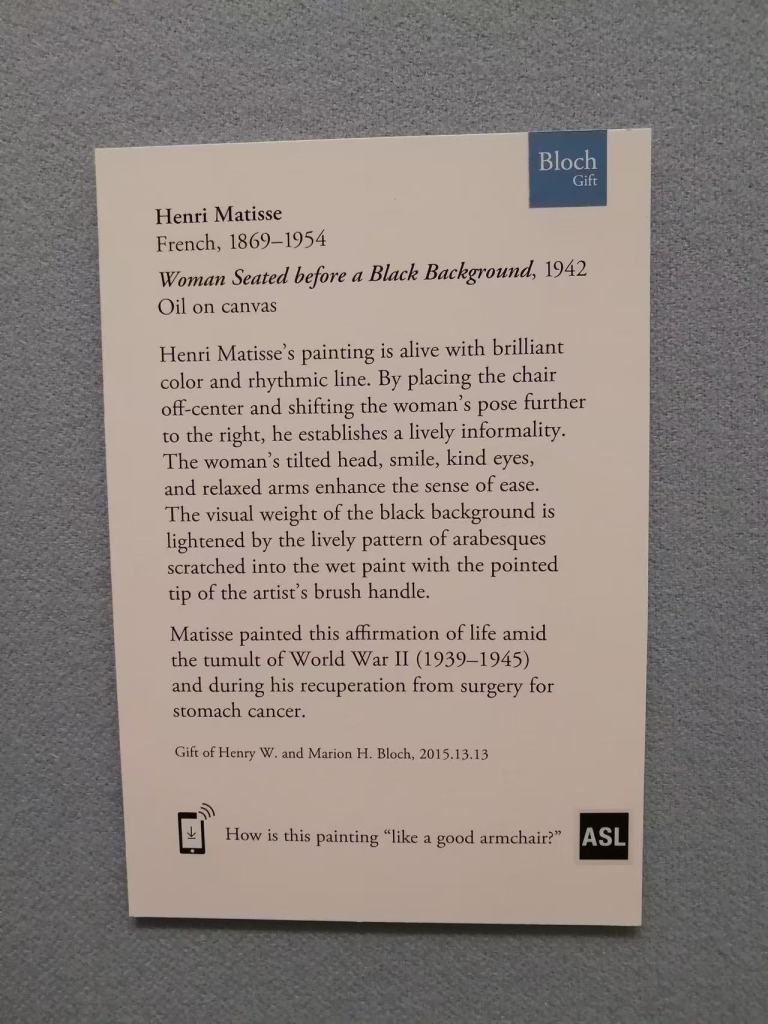 Bloch
Gift
Henri Matisse
French, 1869–1954
Woman Seated before a Black Background, 1942
Oil on canvas
Henri Matisse’s painting is alive with brilliant
color and rhythmic line. By placing the chair
off-center and shifting the woman’s pose further
to the right, he establishes a lively informality.
The woman’s tilted head, smile, kind eyes,
and relaxed arms enhance the sense of ease.
The visual weight of the black background is
lightened by the lively pattern of arabesques
scratched into the wet paint with the pointed
tip of the artist’s brush handle.
Matisse painted this affirmation of life amid
the tumult of World War II (1939–1945)
and during his recuperation from surgery for
stomach cancer.
Gift of Henry W. and Marion H. Bloch, 2015.13.13
How is this painting “like a good armchair?”
ASL